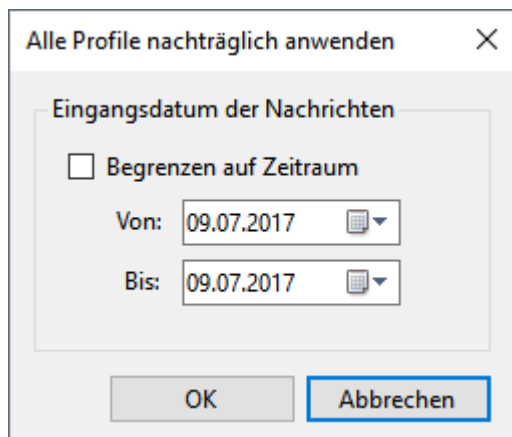 Alle Profile nachträglich anwenden
Eingangsdatum der Nachrichten
Begrenzen auf Zeitraum
Von: 09.07.2017
Bis: 09.07.2017
OK Abbrechen